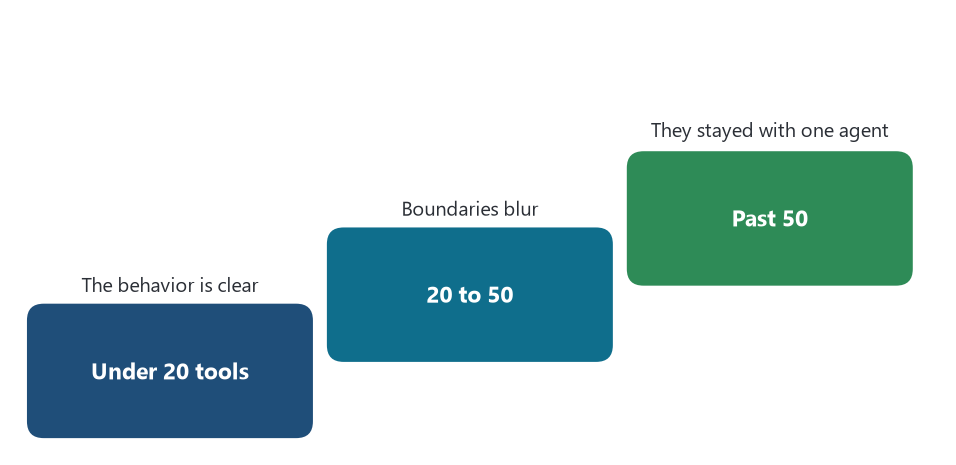 They stayed with one agent
Past 50
Boundaries blur
20 to 50
The behavior is clear
Under 20 tools